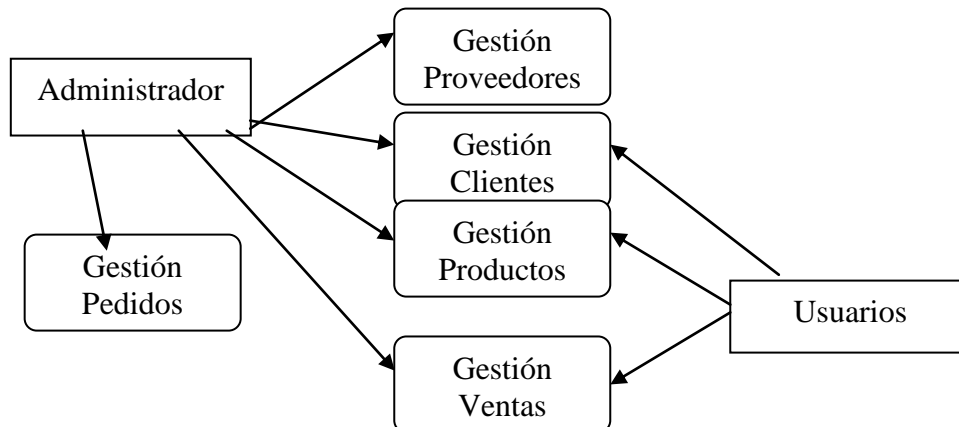 Gestión
Proveedores
Administrador
Gestión
Clientes
Gestión
Productos
Gestión
Pedidos
Usuarios
Gestión
Ventas